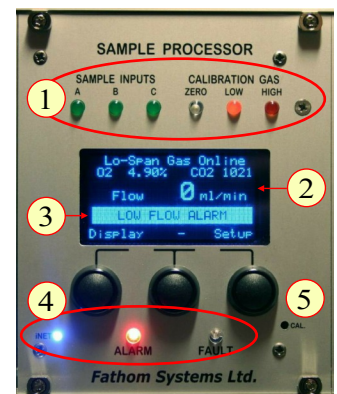 SAMPLE PROCESSOR
SAMPLE INPUTS CALIBRATION GAS
A B C ZERO LOW HIGH
1
Lo-Span Gas Online
O2 4.90% CO2 1021
Flow 0 ml/min
2
3
LOW FLOW ALARM
Display - Setup
4
5
INET
CAL.
ALARM FAULT
Fathom Systems Ltd.